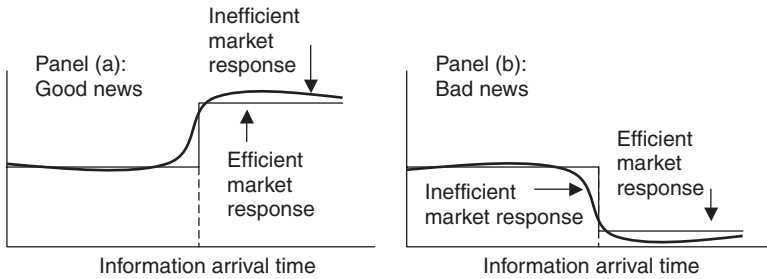 Panel (a):
Good news
Inefficient
market
response
Efficient
market
response
Information arrival time
Panel (b):
Bad news
Efficient
market
response
Inefficient
market response
Information arrival time